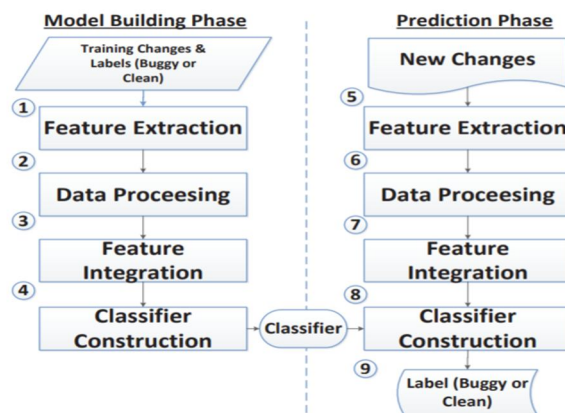 Model Building Phase
Training Changes &
Labels (Buggy or
Clean)
1
Feature Extraction
2
Data Proceesing
3
Feature
Integration
4
Classifier
Construction
Classifier
Prediction Phase
New Changes
5
Feature Extraction
6
Data Proceesing
7
Feature
Integration
8
Classifier
Construction
9
Label (Buggy or
Clean)